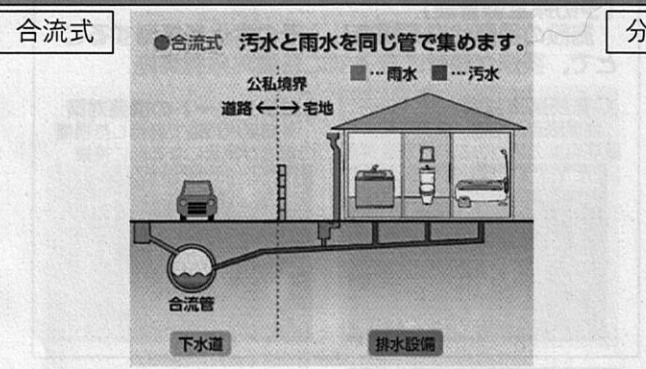 合流式
分
●合流式 汚水と雨水を同じ管で集めます。
■…雨水 ■…汚水
公私境界
道路←→宅地
合流管
下水道
排水設備